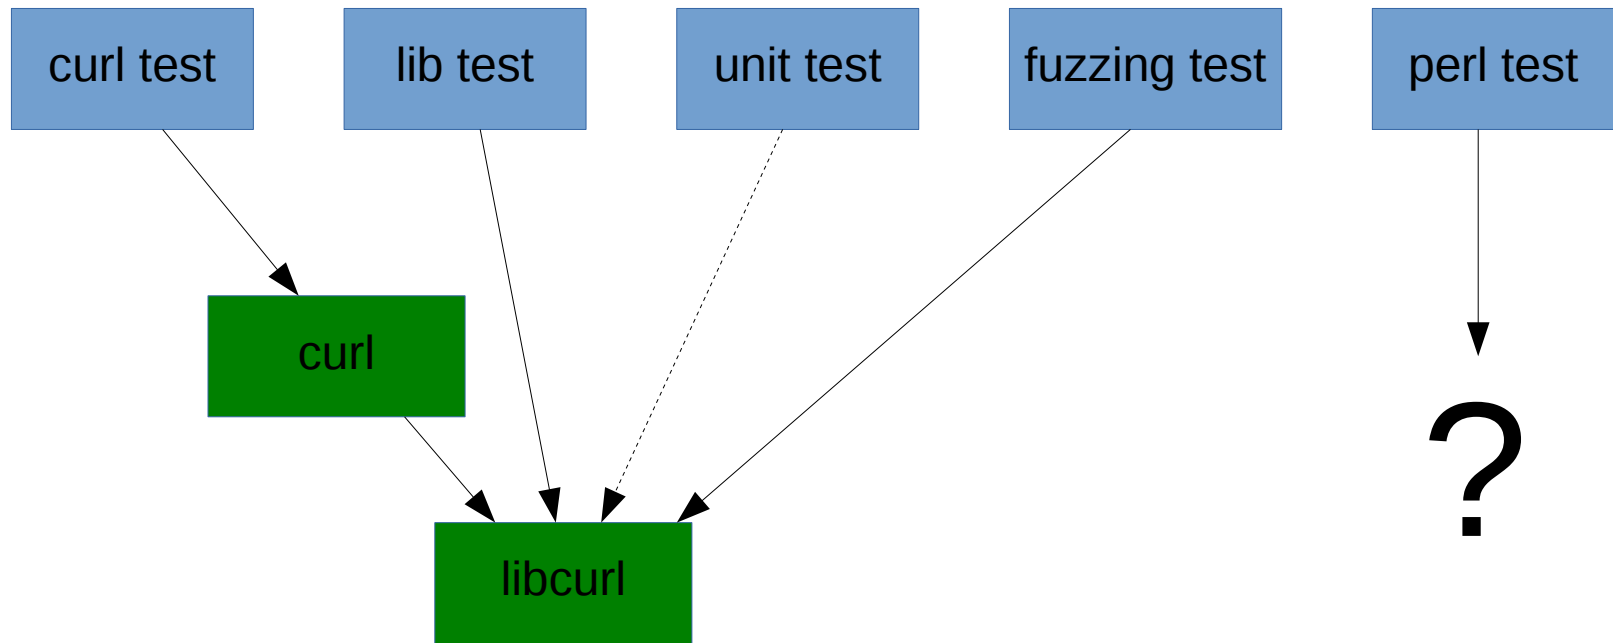 curl test
lib test
unit test
fuzzing test
perl test
curl
?
libcurl